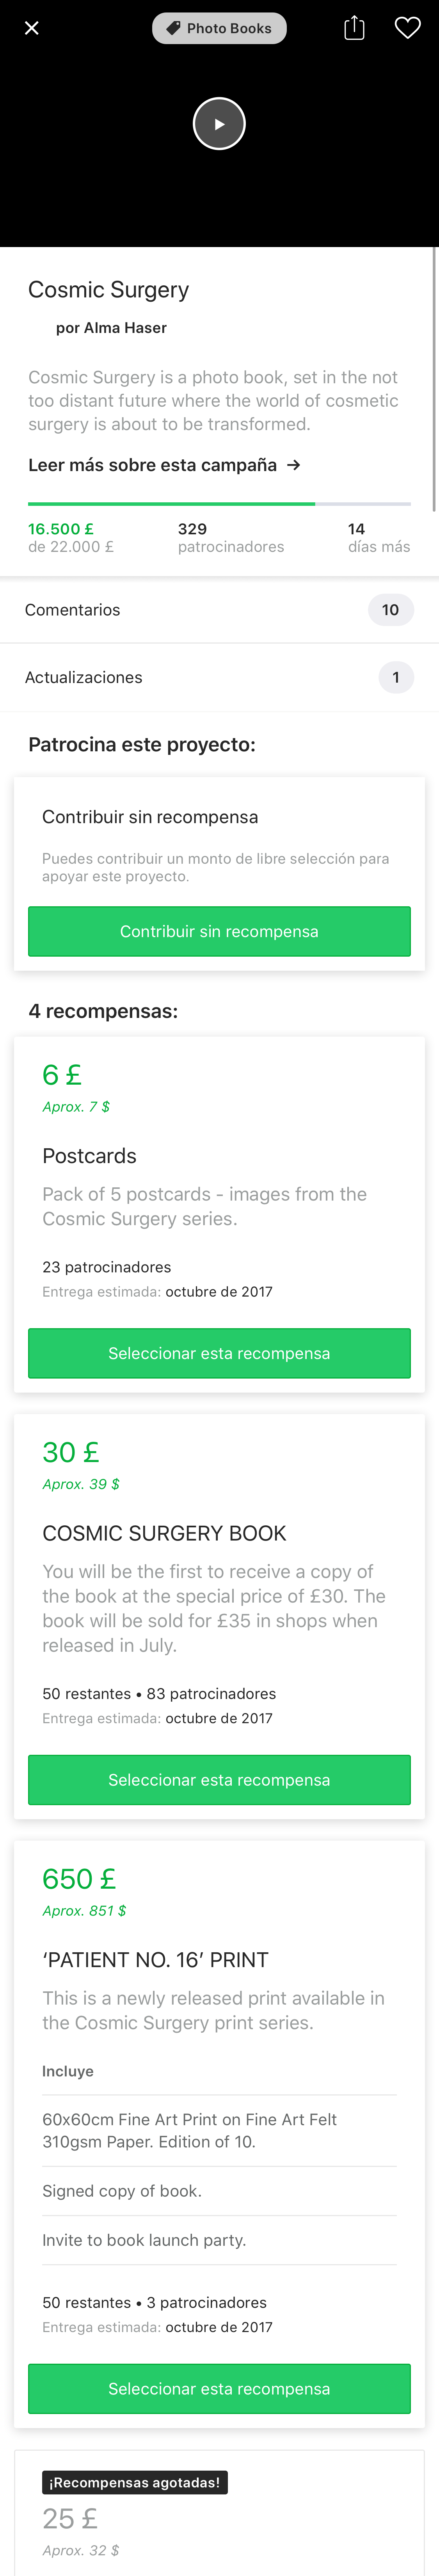 Photo Books
Cosmic Surgery
por Alma Haser
Cosmic Surgery is a photo book, set in the not
too distant future where the world of cosmetic
surgery is about to be transformed.
Leer más sobre esta campaña →
16.500 £
de 22.000 £
329
patrocinadores
14
días más
Comentarios
10
Actualizaciones
1
Patrocina este proyecto:
Contribuir sin recompensa
Puedes contribuir un monto de libre selección para
apoyar este proyecto.
Contribuir sin recompensa
4 recompensas:
6 £
Aprox. 7 $
Postcards
Pack of 5 postcards - images from the
Cosmic Surgery series.
23 patrocinadores
Entrega estimada: octubre de 2017
Seleccionar esta recompensa
30 £
Aprox. 39 $
COSMIC SURGERY BOOK
You will be the first to receive a copy of
the book at the special price of £30. The
book will be sold for £35 in shops when
released in July.
50 restantes • 83 patrocinadores
Entrega estimada: octubre de 2017
Seleccionar esta recompensa
650 £
Aprox. 851 $
‘PATIENT NO. 16’ PRINT
This is a newly released print available in
the Cosmic Surgery print series.
Incluye
60x60cm Fine Art Print on Fine Art Felt
310gsm Paper. Edition of 10.
Signed copy of book.
Invite to book launch party.
50 restantes • 3 patrocinadores
Entrega estimada: octubre de 2017
Seleccionar esta recompensa
¡Recompensas agotadas!
25 £
Aprox. 32 $